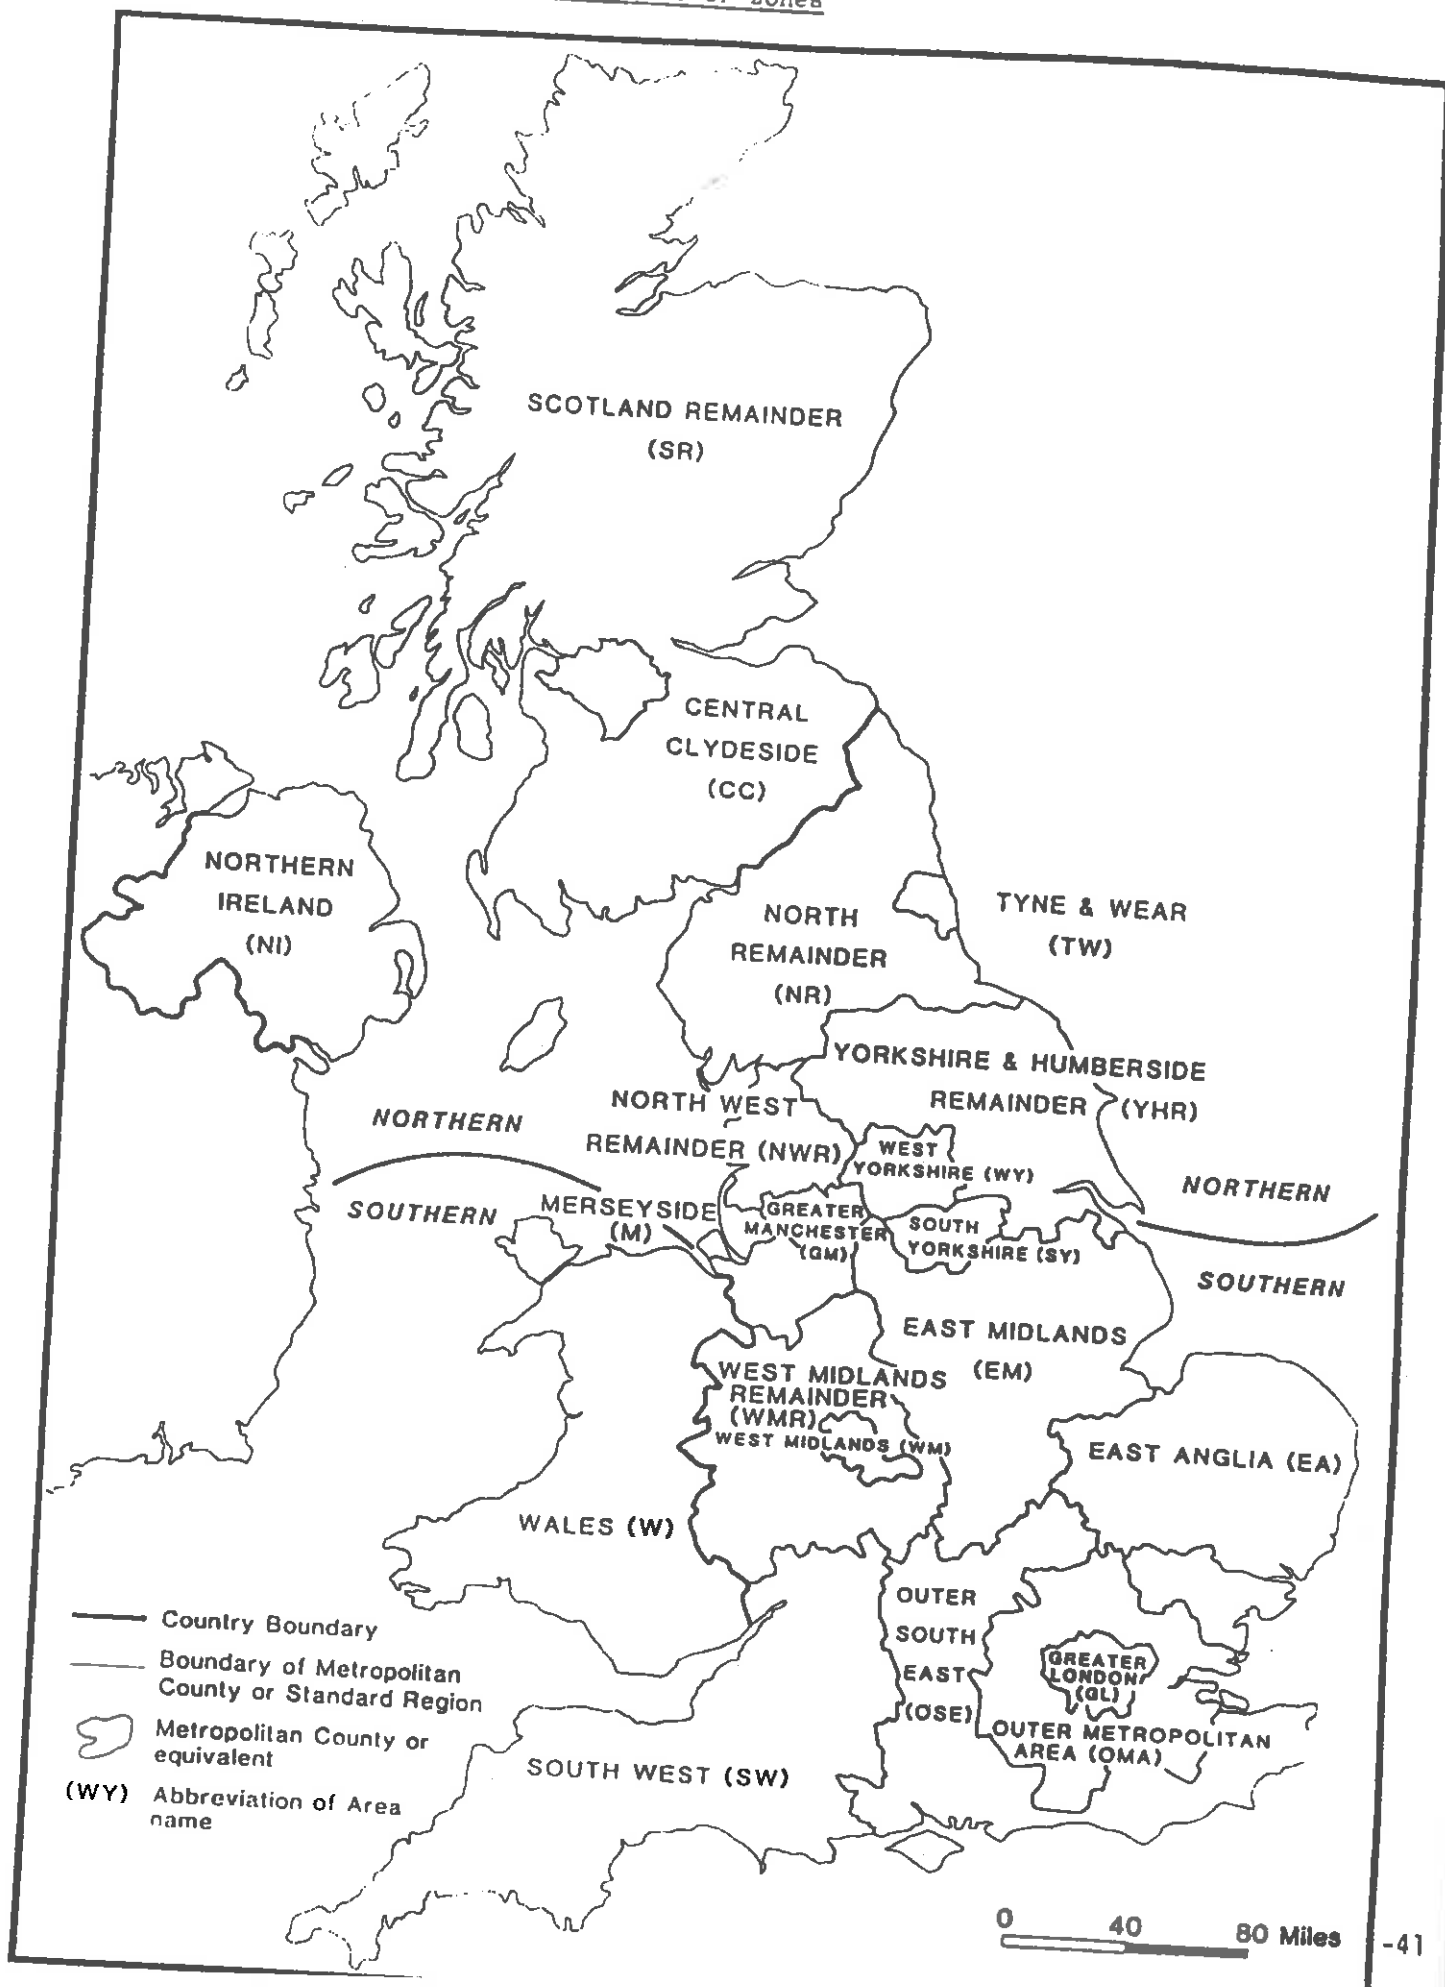 zones
SCOTLAND REMAINDER
(SR)
CENTRAL
CLYDESIDE
(CC)
NORTHERN
IRELAND
(NI)
NORTH
REMAINDER
(NR)
TYNE & WEAR
(TW)
YORKSHIRE & HUMBERSIDE
REMAINDER (YHR)
NORTH WEST
REMAINDER (NWR)
WEST
YORKSHIRE (WY)
NORTHERN
SOUTHERN
NORTHERN
SOUTHERN
MERSEYSIDE
(M)
GREATER
MANCHESTER
(GM)
SOUTH
YORKSHIRE (SY)
EAST MIDLANDS
(EM)
WEST MIDLANDS
REMAINDER
(WMR)
WEST MIDLANDS (WM)
EAST ANGLIA (EA)
WALES (W)
OUTER
SOUTH
EAST
(OSE)
GREATER
LONDON
(GL)
OUTER METROPOLITAN
AREA (OMA)
SOUTH WEST (SW)
Country Boundary
Boundary of Metropolitan
County or Standard Region
Metropolitan County or
equivalent
(WY) Abbreviation of Area
name
0 40 80 Miles
-41